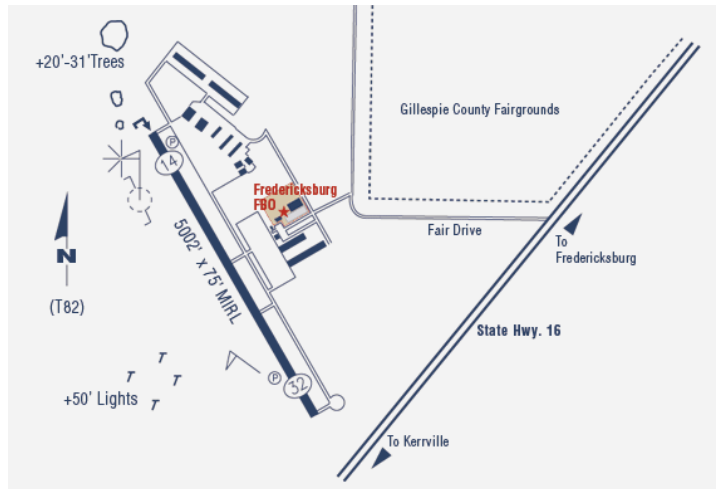 +20'-31'Trees
Gillespie County Fairgrounds
P
14
Fredericksburg
FBO
Fair Drive
To
Fredericksburg
5002' x 75' MIRL
N
(T82)
State Hwy. 16
T
T
T
T
+50' Lights
P
32
To Kerrville